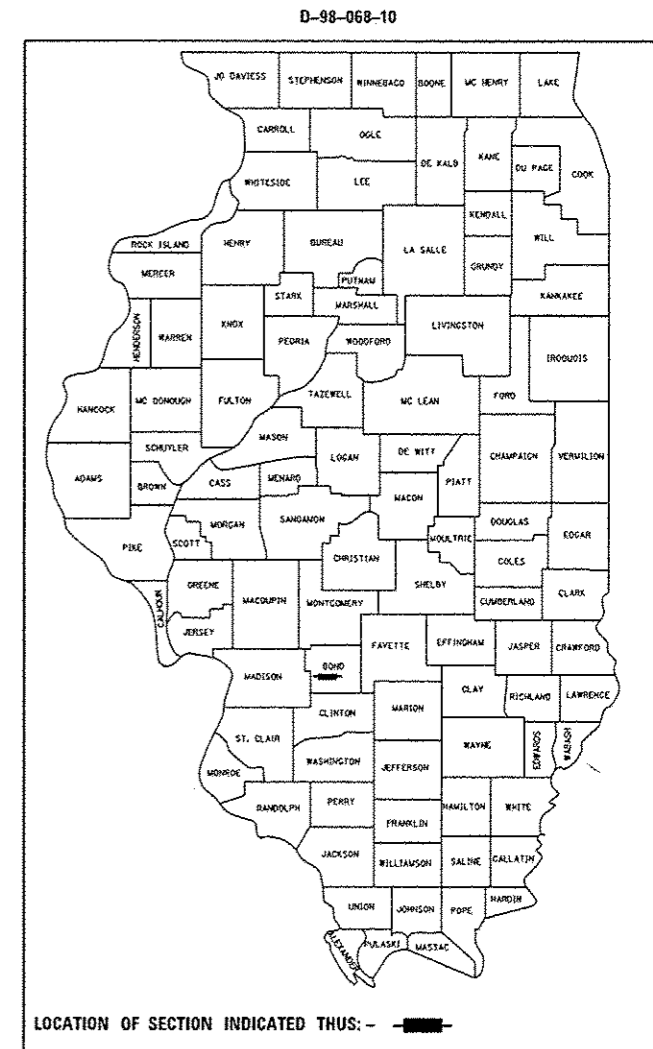 D-98-068-10
JO DAVIESS STEPHENSON WINNEBAGO BOONE MC HENRY LAKE
CARROLL OGLE
DE KALB KANE DU PAGE COOK
WHITESIDE LEE
KENDALL
WILL
ROCK ISLAND HENRY BUREAU LA SALLE
GRUNDY
MERCER PUTNAM
KANKAKEE
STARK MARSHALL
HENDERSON WARREN KNOX LIVINGSTON
PEORIA WOODFORD IROQUOIS
TAZEWELL FORD
HANCOCK MC DONOUGH FULTON MC LEAN
MASON
SCHUYLER LOGAN DE WITT CHAMPAIGN VERMILION
ADAMS BROWN CASS MENARD PIATT
MACON
MORGAN SANGAMON DOUGLAS
PIKE SCOTT MOULTRIE EDGAR
CHRISTIAN COLES
GREENE SHELBY
CALHOUN MACOUPIN MONTGOMERY CUMBERLAND CLARK
JERSEY
FAYETTE EFFINGHAM JASPER CRAWFORD
MADISON BOND
CLAY RICHLAND LAWRENCE
CLINTON MARION
ST. CLAIR WAYNE EDWARDS WABASH
WASHINGTON
MONROE JEFFERSON
RANDOLPH PERRY HAMILTON WHITE
FRANKLIN
JACKSON WILLIAMSON SALINE GALLATIN
UNION JOHNSON POPE HARDIN
ALEXANDER PULASKI MASSAC
LOCATION OF SECTION INDICATED THUS: -